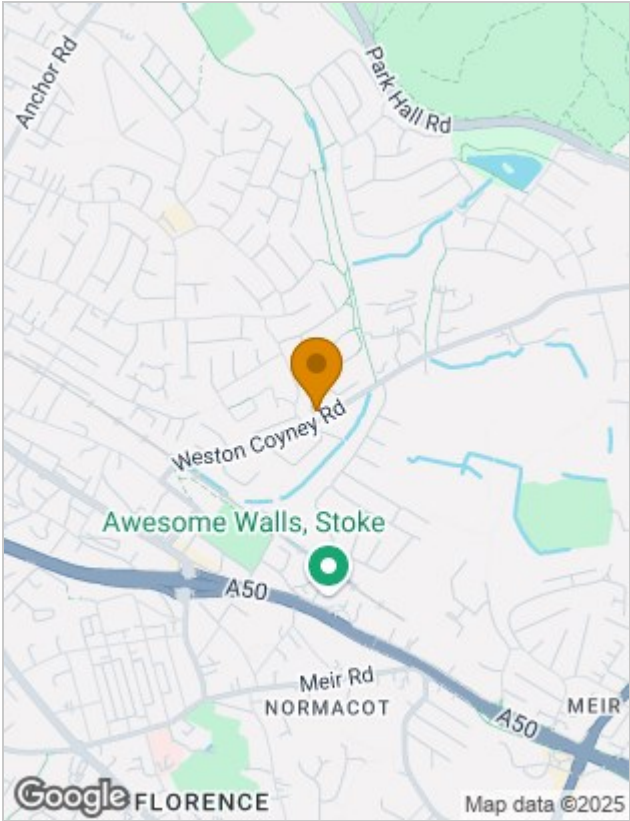 Anchor Rd
Park Hall Rd
Weston Coyney Rd
Awesome Walls, Stoke
A50
Meir Rd
NORMACOT
MEIR
A50
Google
FLORENCE
Map data ©2025